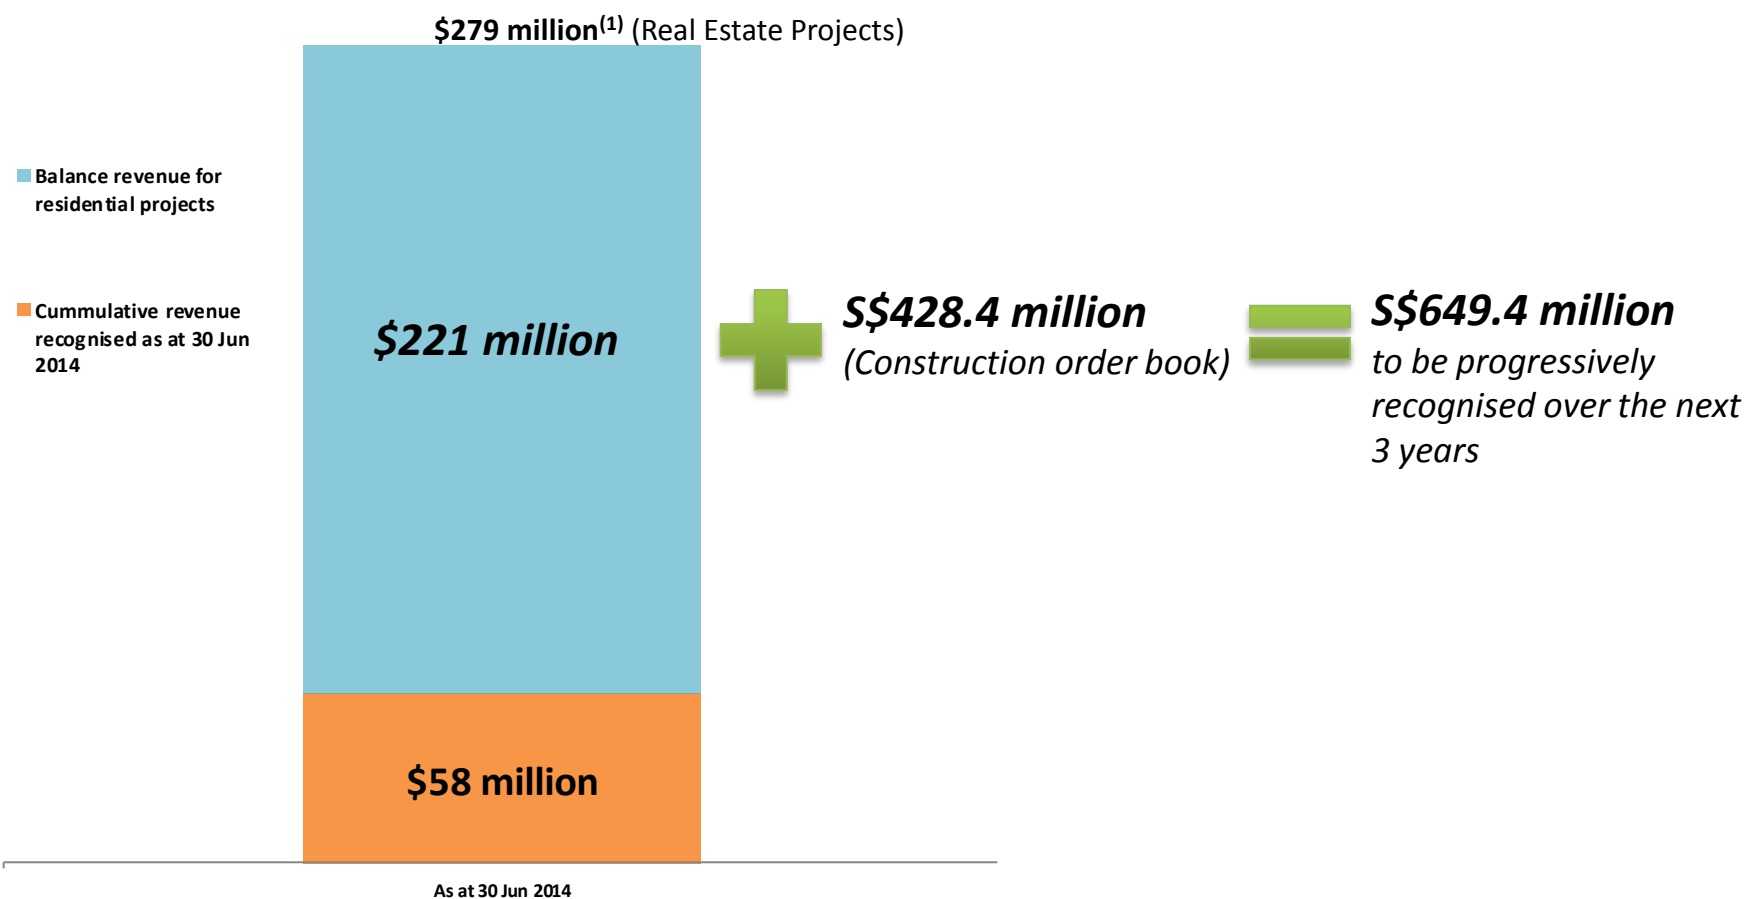 $279 million(1) (Real Estate Projects)
Balance revenue for
residential projects
Cummulative revenue
recognised as at 30 Jun
2014
$221 million
$58 million
As at 30 Jun 2014
S$428.4 million
(Construction order book)
S$649.4 million
to be progressively
recognised over the next
3 years